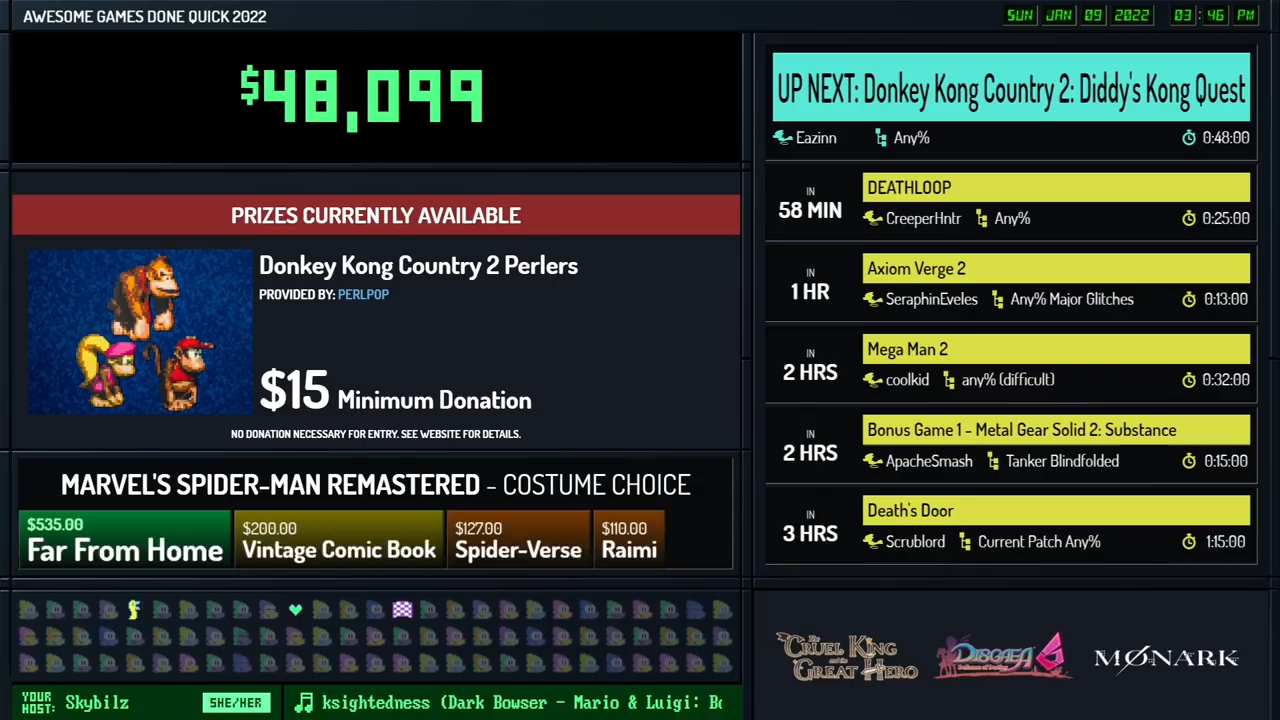 AWESOME GAMES DONE QUICK 2022
SUN JAN 09 2022 03:46 PM
$48,099
PRIZES CURRENTLY AVAILABLE
Donkey Kong Country 2 Perlers
PROVIDED BY: PERLPOP
$15 Minimum Donation
NO DONATION NECESSARY FOR ENTRY. SEE WEBSITE FOR DETAILS.
MARVEL'S SPIDER-MAN REMASTERED - COSTUME CHOICE
$535.00
Far From Home
$200.00
Vintage Comic Book
$127.00
Spider-Verse
$110.00
Raimi
UP NEXT: Donkey Kong Country 2: Diddy's Kong Quest
Eazinn Any% 0:48:00
IN
58 MIN
DEATHLOOP
CreeperHntr Any% 0:25:00
IN
1 HR
Axiom Verge 2
SeraphinEveles Any% Major Glitches 0:13:00
IN
2 HRS
Mega Man 2
coolkid any% (difficult) 0:32:00
IN
2 HRS
Bonus Game 1 - Metal Gear Solid 2: Substance
ApacheSmash Tanker Blindfolded 0:15:00
IN
3 HRS
Death's Door
Scrublord Current Patch Any% 1:15:00
The Cruel King and the Great Hero
DISGAEA 6
MONARK
YOUR HOST: Skybilz SHE/HER
ksightedness (Dark Bowser - Mario & Luigi: Bo